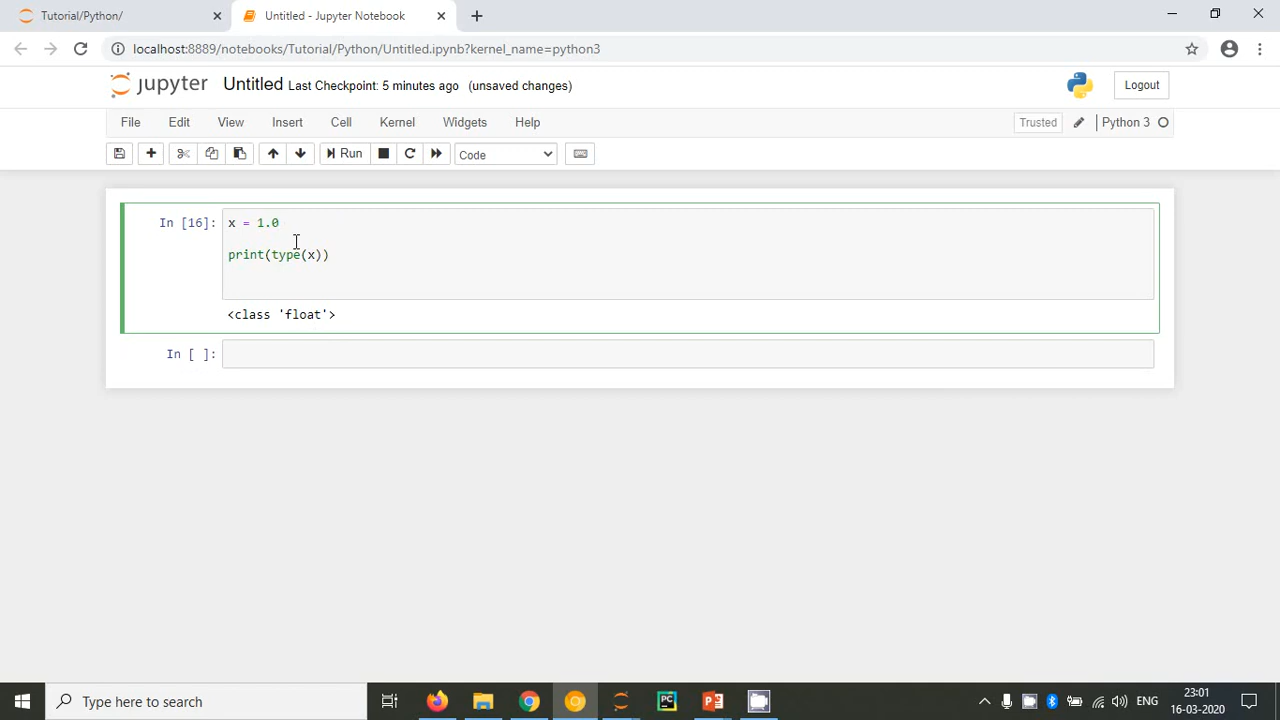 Tutorial/Python/
Untitled - Jupyter Notebook
localhost:8889/notebooks/Tutorial/Python/Untitled.ipynb?kernel_name=python3
jupyter Untitled Last Checkpoint: 5 minutes ago (unsaved changes)
Logout
File Edit View Insert Cell Kernel Widgets Help
Trusted
Python 3
Run
Code
In [16]: x = 1.0
print(type(x))
<class 'float'>
In [ ]:
Type here to search
PC
P
ENG
23:01
16-03-2020